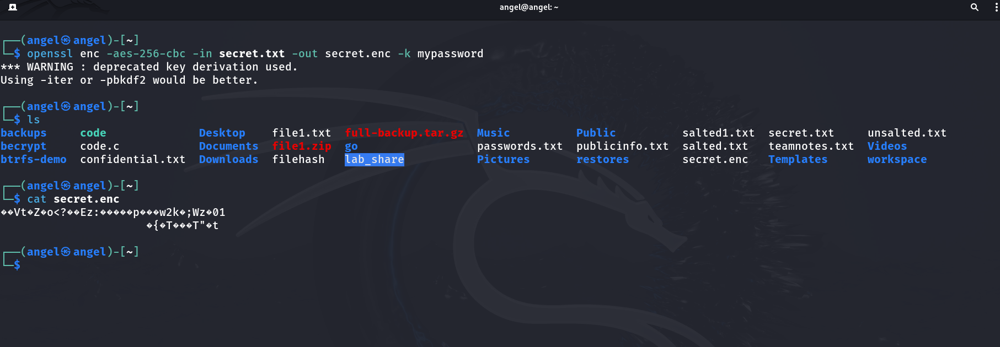 angel@angel: ~
┌──(angel㉿angel)-[~]
└─$ openssl enc -aes-256-cbc -in secret.txt -out secret.enc -k mypassword
*** WARNING : deprecated key derivation used.
Using -iter or -pbkdf2 would be better.
┌──(angel㉿angel)-[~]
└─$ ls
backups code Desktop file1.txt full-backup.tar.gz Music Public salted1.txt secret.txt unsalted.txt
becrypt code.c Documents file1.zip go passwords.txt publicinfo.txt salted.txt teamnotes.txt Videos
btrfs-demo confidential.txt Downloads filehash lab_share Pictures restores secret.enc Templates workspace
┌──(angel㉿angel)-[~]
└─$ cat secret.enc
��Vt�Z�o<?��Ez:�����p���w2k�;Wz�01
�{�T���T"�t
┌──(angel㉿angel)-[~]
└─$